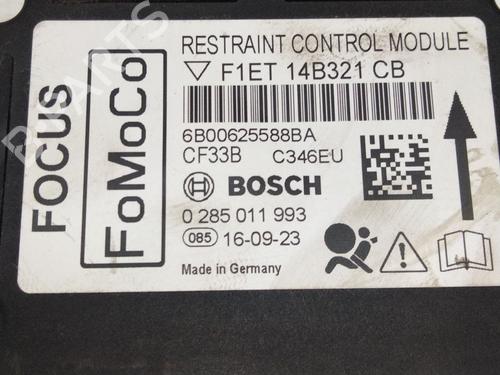 RESTRAINT CONTROL MODULE
F1ET 14B321 CB
6B00625588BA
CF33B C346EU
BOSCH
0 285 011 993
085 16-09-23
Made in Germany
FOCUS
FoMoCo